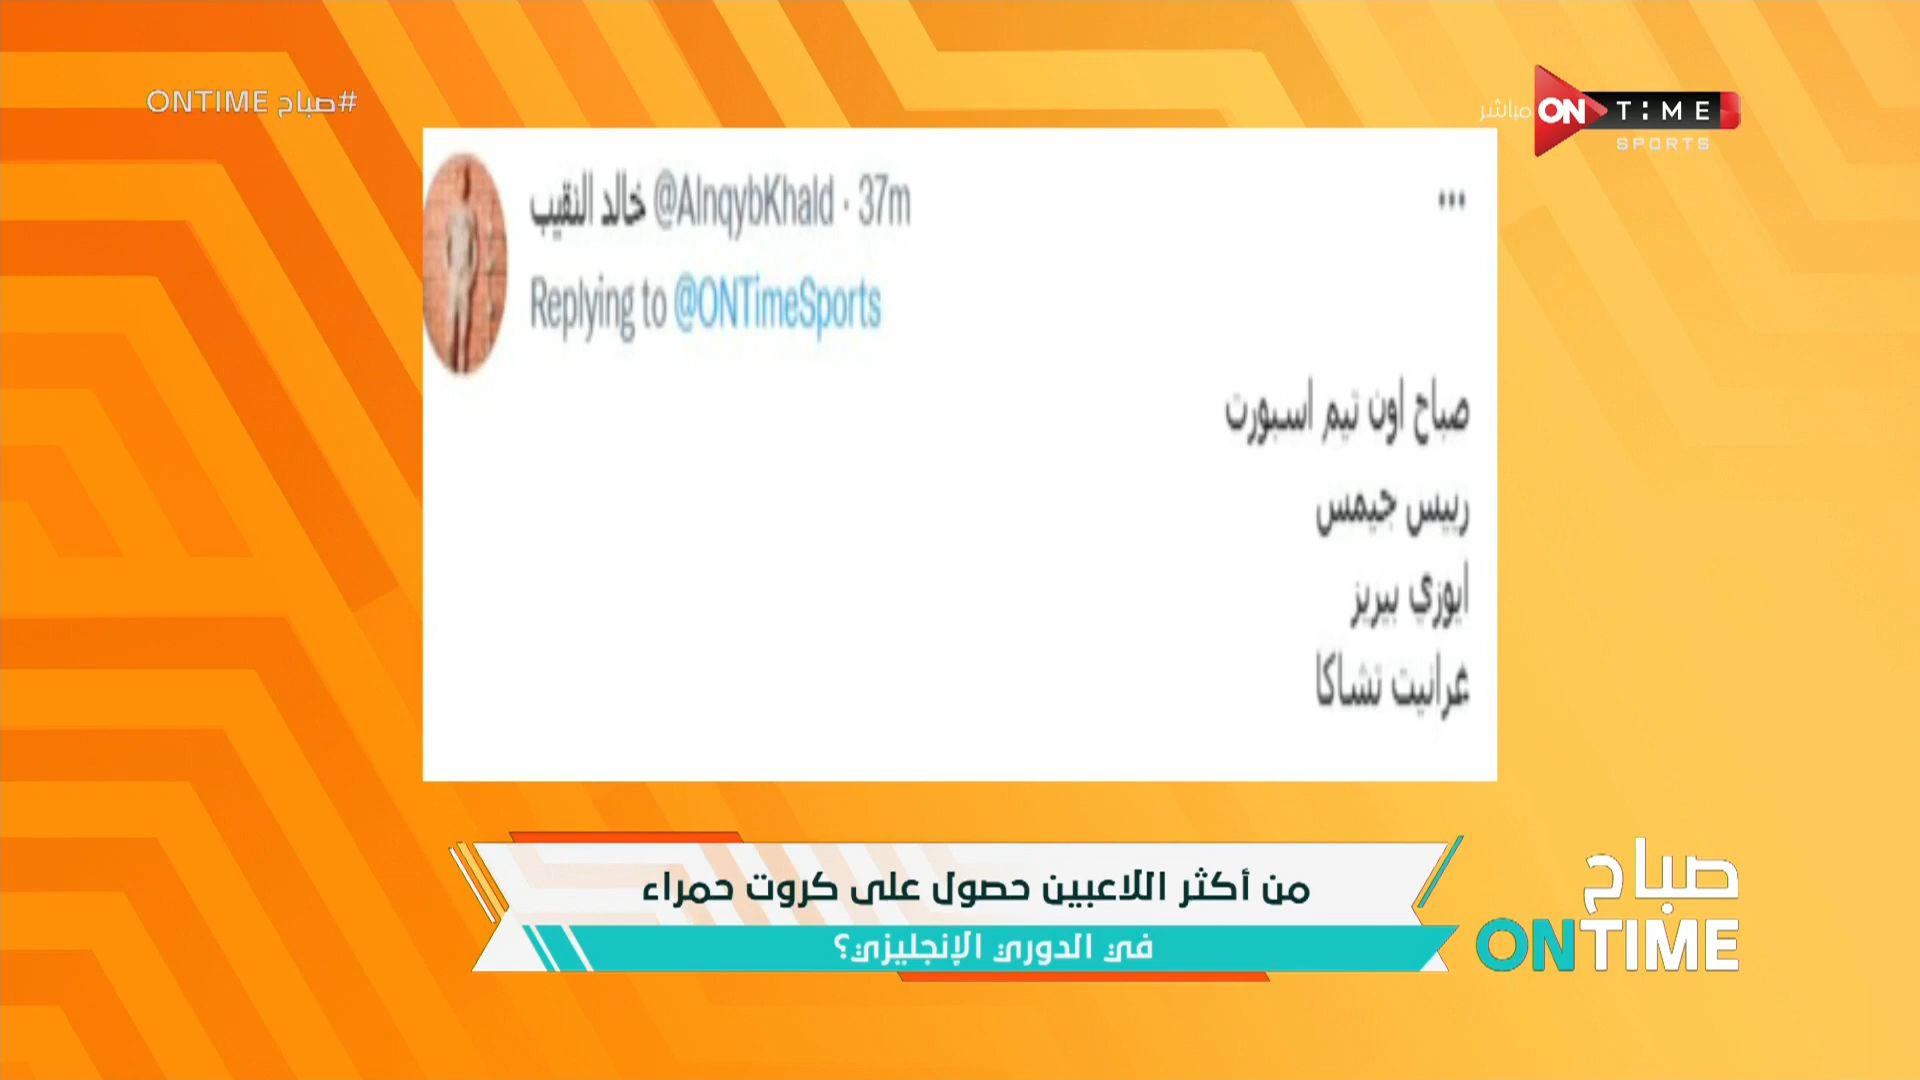 #صباح ONTIME
مباشر ON TIME
SPORTS
خالد النقيب @AlnqybKhald · 37m
Replying to @ONTimeSports
صباح اون تيم اسبورت
رييس جيمس
ايوزي بيريز
غرانيت تشاكا
من أكثر اللاعبين حصول على كروت حمراء
في الدوري الإنجليزي؟
صباح
ONTIME